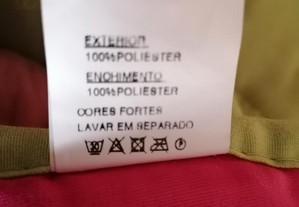 EXTERIOR
100%POLIESTER
ENCHIMENTO
100%POLIESTER
CORES FORTES
LAVAR EM SEPARADO